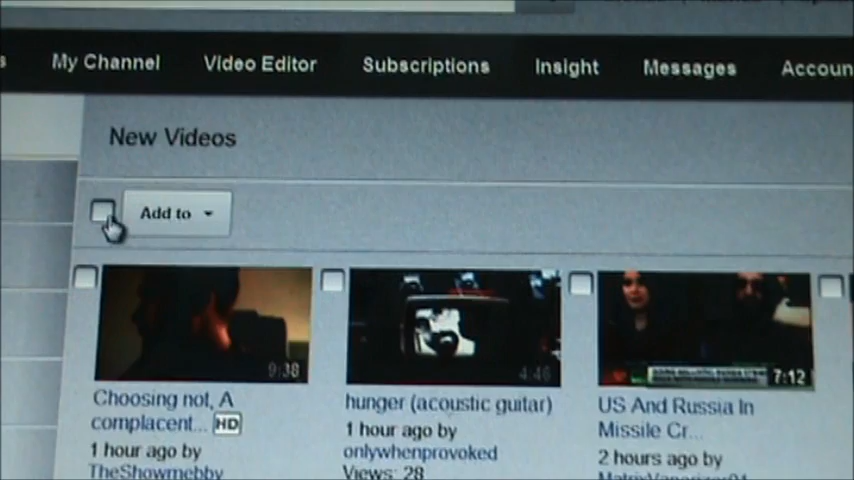 My Channel Video Editor Subscriptions Insight Messages Accoun
New Videos
Add to
9:38
4:46
7:12
Choosing not, A
complacent... HD
1 hour ago by
TheShowmebby
hunger (acoustic guitar)
1 hour ago by
onlywhenprovoked
Views: 28
US And Russia In
Missile Cr...
2 hours ago by